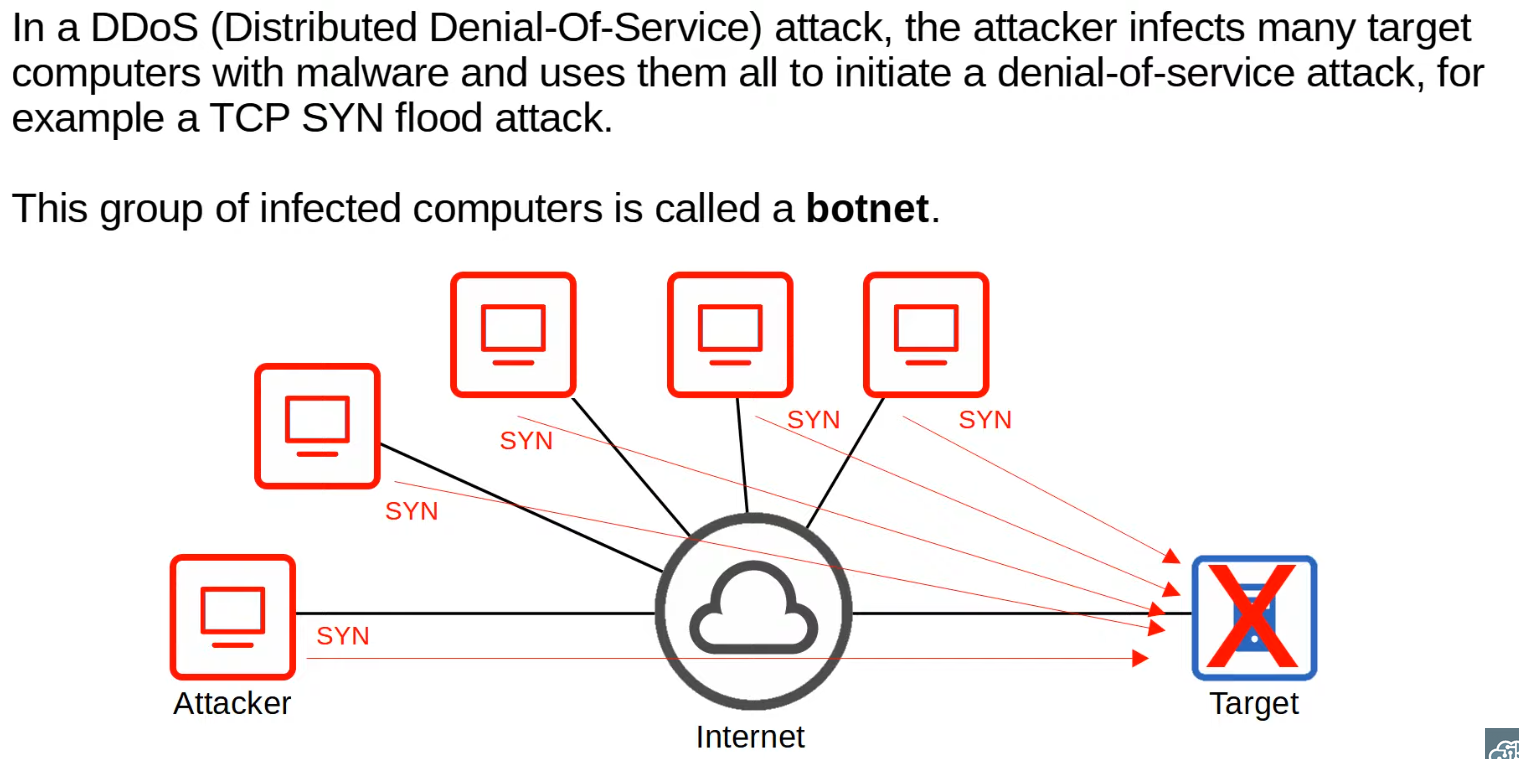 In a DDoS (Distributed Denial-Of-Service) attack, the attacker infects many target
computers with malware and uses them all to initiate a denial-of-service attack, for
example a TCP SYN flood attack.
This group of infected computers is called a botnet.
SYN
SYN
SYN
SYN
SYN
Attacker
Target
Internet